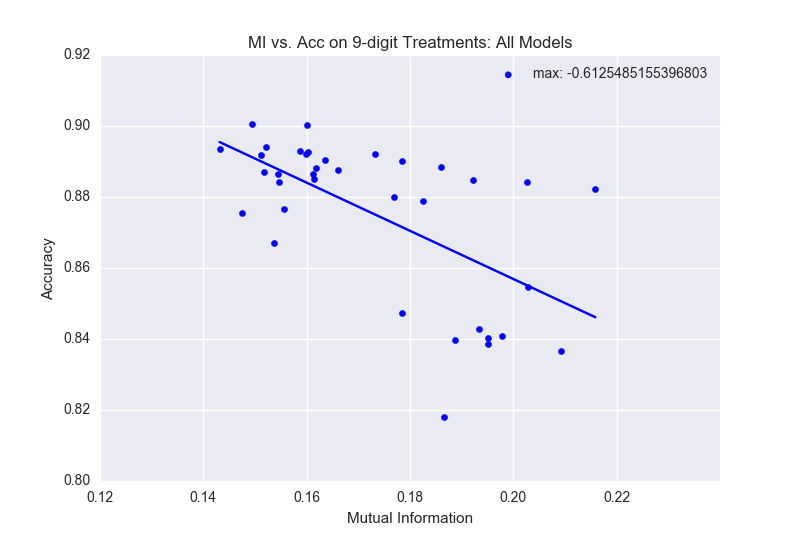 MI vs. Acc on 9-digit Treatments: All Models
max: -0.6125485155396803
0.92
0.90
0.88
0.86
0.84
0.82
0.80
Accuracy
0.12 0.14 0.16 0.18 0.20 0.22
Mutual Information